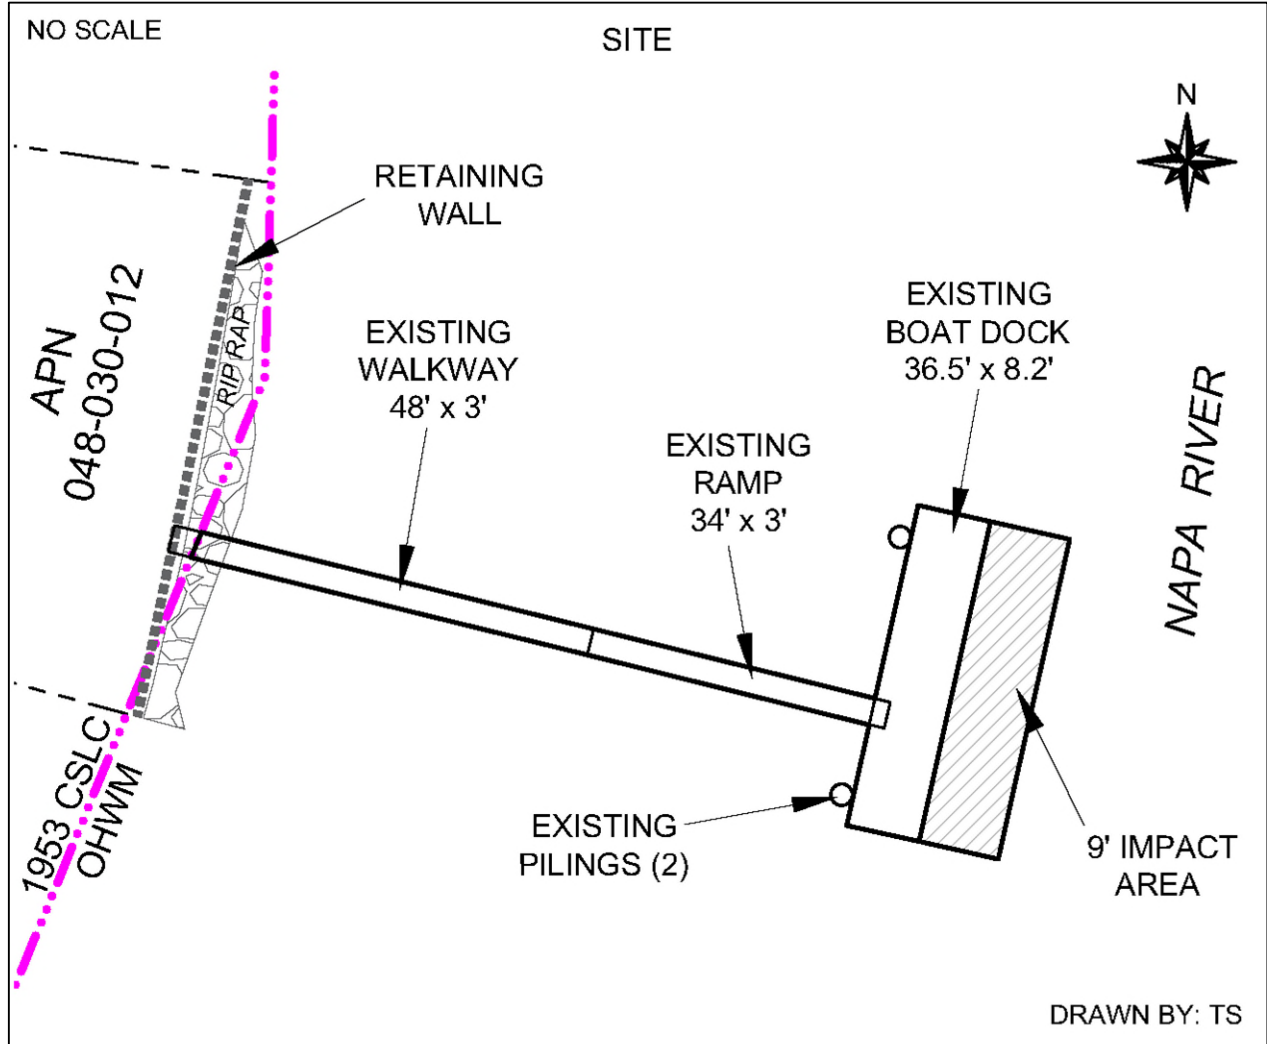 NO SCALE
SITE
N
RETAINING
WALL
APN
048-030-012
RIP RAP
EXISTING
WALKWAY
48' x 3'
EXISTING
BOAT DOCK
36.5' x 8.2'
EXISTING
RAMP
34' x 3'
NAPA RIVER
1953 CSLC
OHWM
EXISTING
PILINGS (2)
9' IMPACT
AREA
DRAWN BY: TS